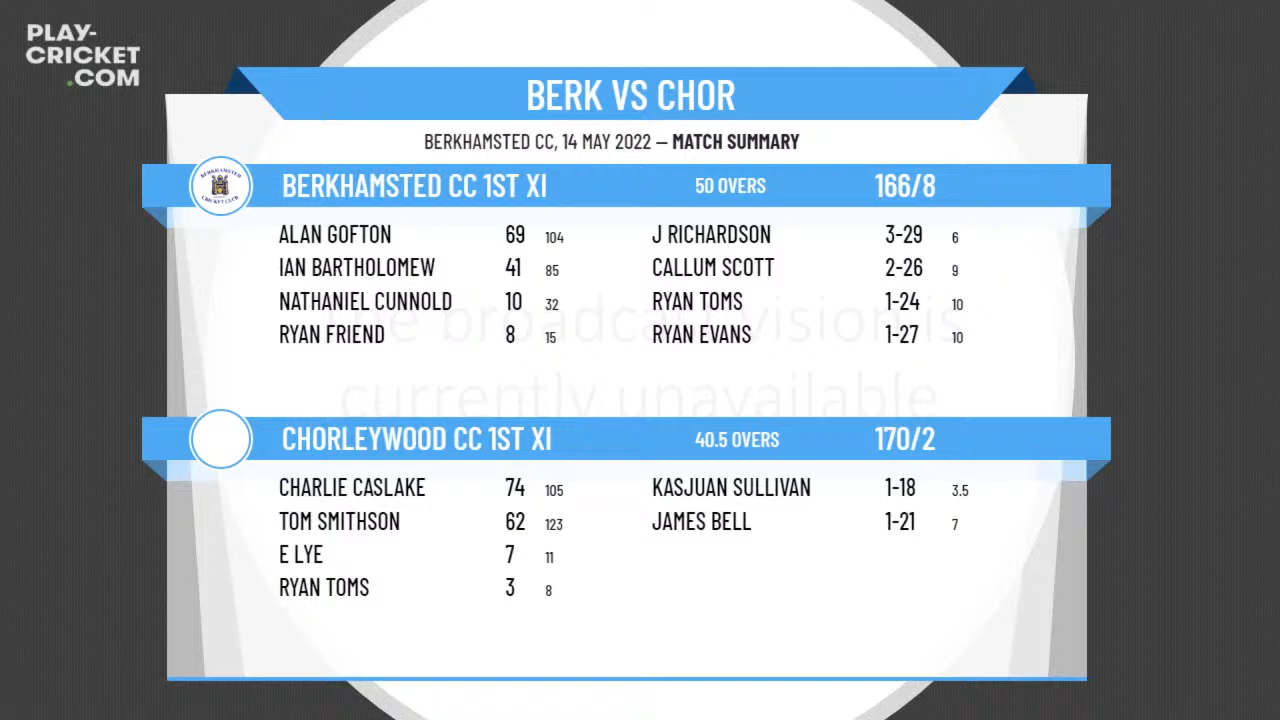 PLAY-
CRICKET
.COM
BERK VS CHOR
BERKHAMSTED CC, 14 MAY 2022 – MATCH SUMMARY
BERKHAMSTED CC 1ST XI 50 OVERS 166/8
ALAN GOFTON 69 104 J RICHARDSON 3-29 6
IAN BARTHOLOMEW 41 85 CALLUM SCOTT 2-26 9
NATHANIEL CUNNOLD 10 32 RYAN TOMS 1-24 10
The broadcast vision is
RYAN FRIEND 8 15 RYAN EVANS 1-27 10
currently unavailable
BERKHAMSTED
CRICKET CLUB
CHORLEYWOOD CC 1ST XI 40.5 OVERS 170/2
CHARLIE CASLAKE 74 105 KASJUAN SULLIVAN 1-18 3.5
TOM SMITHSON 62 123 JAMES BELL 1-21 7
E LYE 7 11
RYAN TOMS 3 8